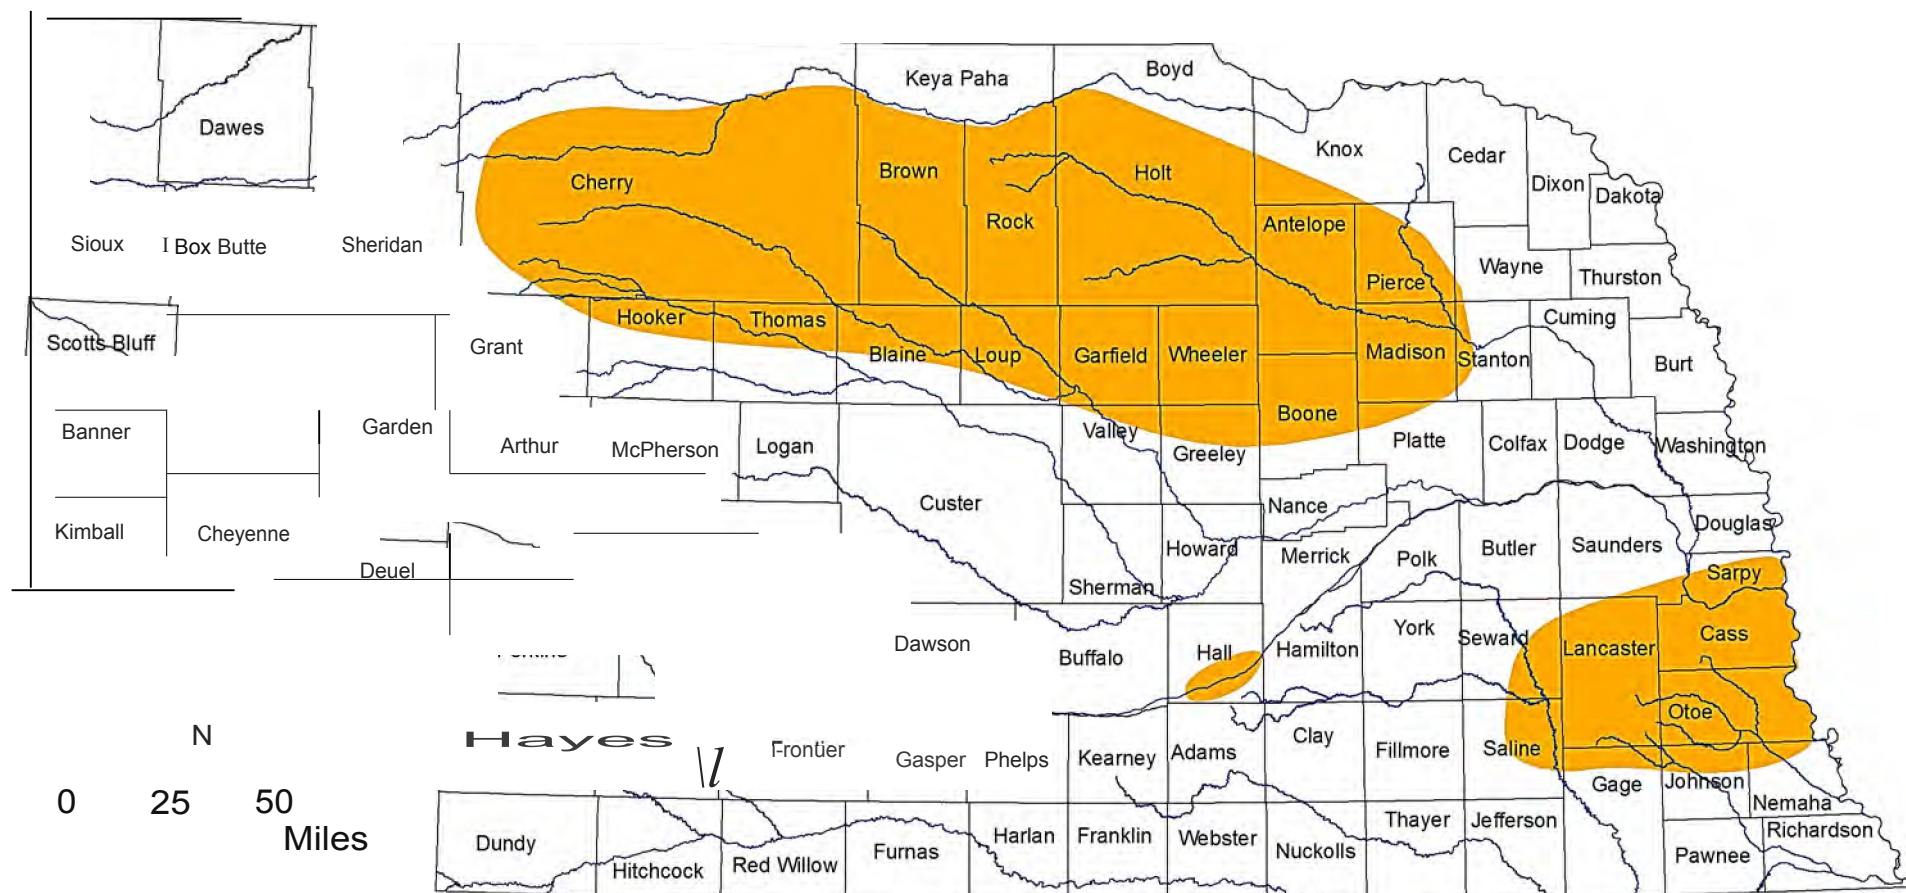 Keya Paha
Boyd
Dawes
Knox
Cedar
Dixon
Dakota
Cherry
Brown
Rock
Holt
Antelope
Sioux
I Box Butte
Sheridan
Pierce
Wayne
Thurston
Scotts Bluff
Grant
Hooker
Thomas
Blaine
Loup
Garfield
Wheeler
Madison
Stanton
Cuming
Burt
Banner
Garden
Arthur
McPherson
Logan
Valley
Greeley
Boone
Platte
Colfax
Dodge
Washington
Kimball
Cheyenne
Deuel
Custer
Nance
Douglas
Sherman
Howard
Merrick
Polk
Butler
Saunders
Sarpy
Dawson
Buffalo
Hall
Hamilton
York
Seward
Lancaster
Cass
N
Hayes
Frontier
Gasper
Phelps
Kearney
Adams
Clay
Fillmore
Saline
Otoe
0 25 50
Miles
Gage
Johnson
Nemaha
Dundy
Hitchcock
Red Willow
Furnas
Harlan
Franklin
Webster
Nuckolls
Thayer
Jefferson
Pawnee
Richardson